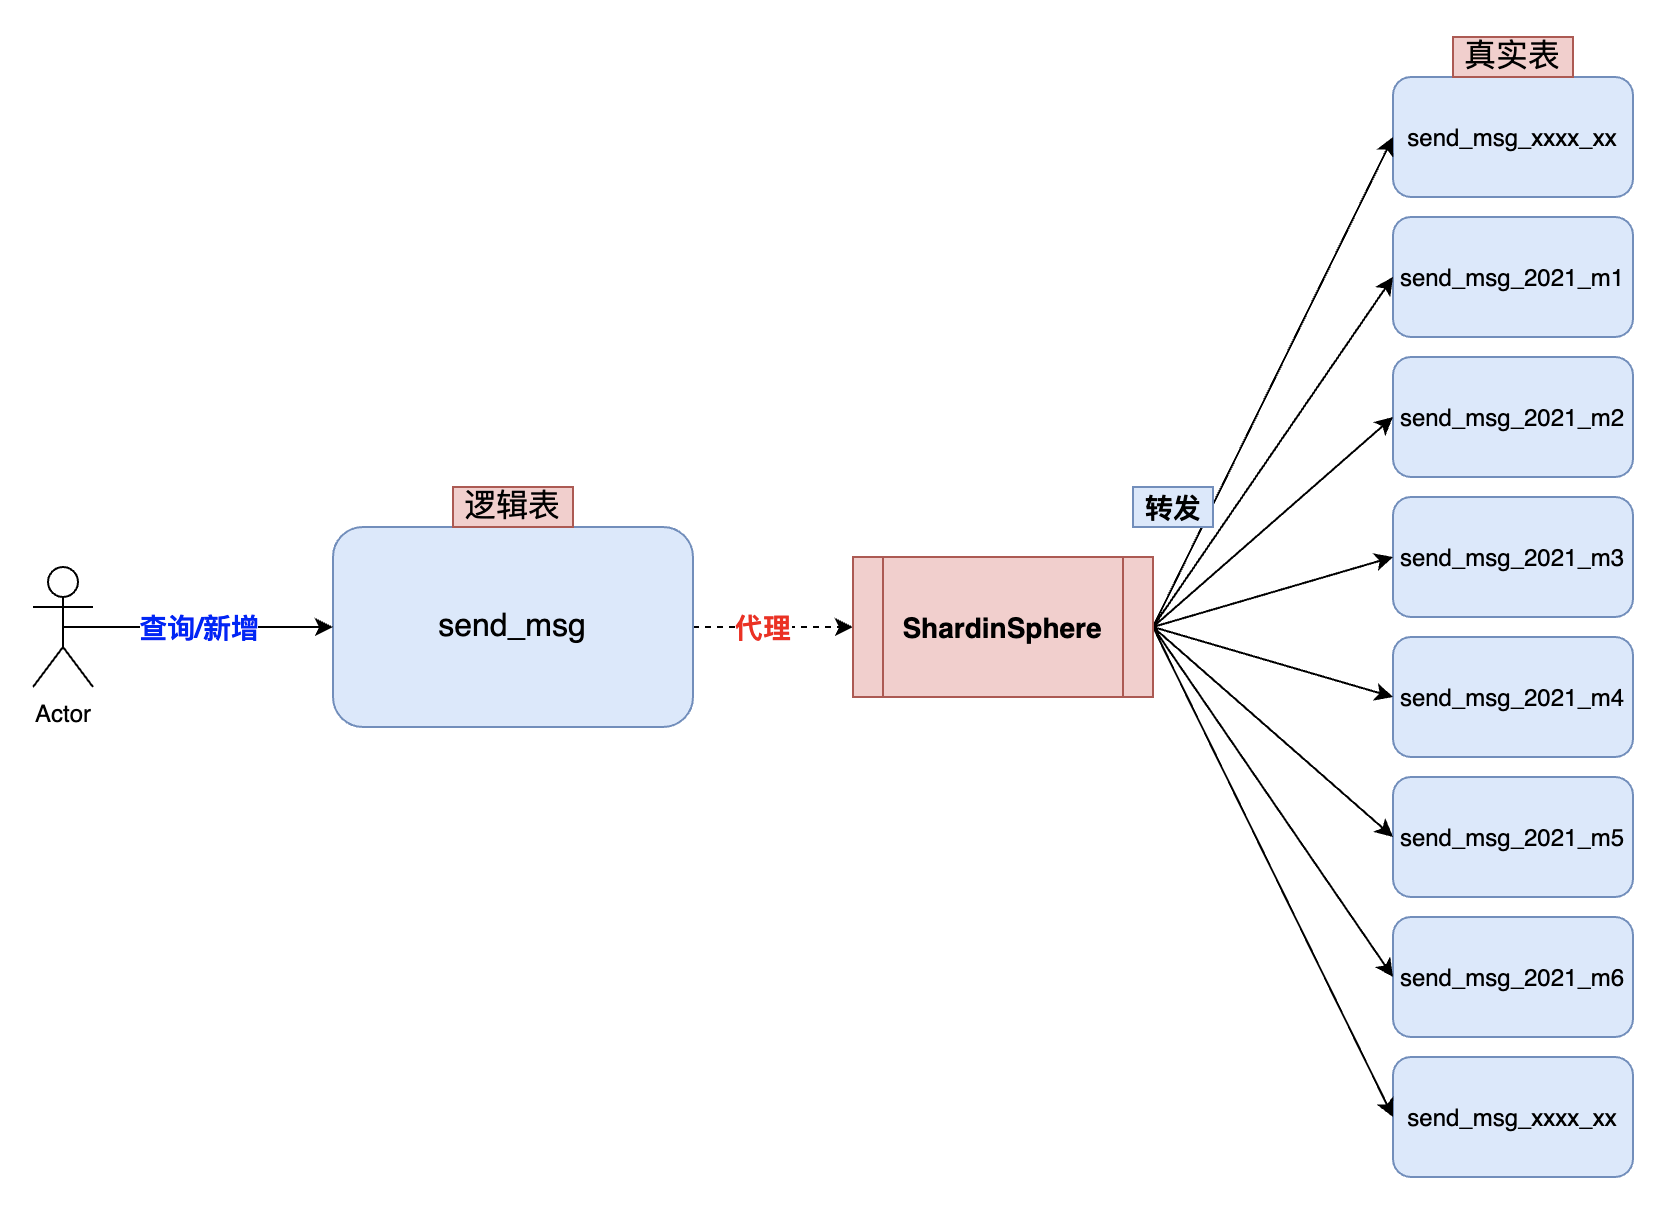 真实表
send_msg_xxxx_xx
send_msg_2021_m1
send_msg_2021_m2
逻辑表
转发
send_msg_2021_m3
查询/新增
send_msg
代理
ShardinSphere
Actor
send_msg_2021_m4
send_msg_2021_m5
send_msg_2021_m6
send_msg_xxxx_xx